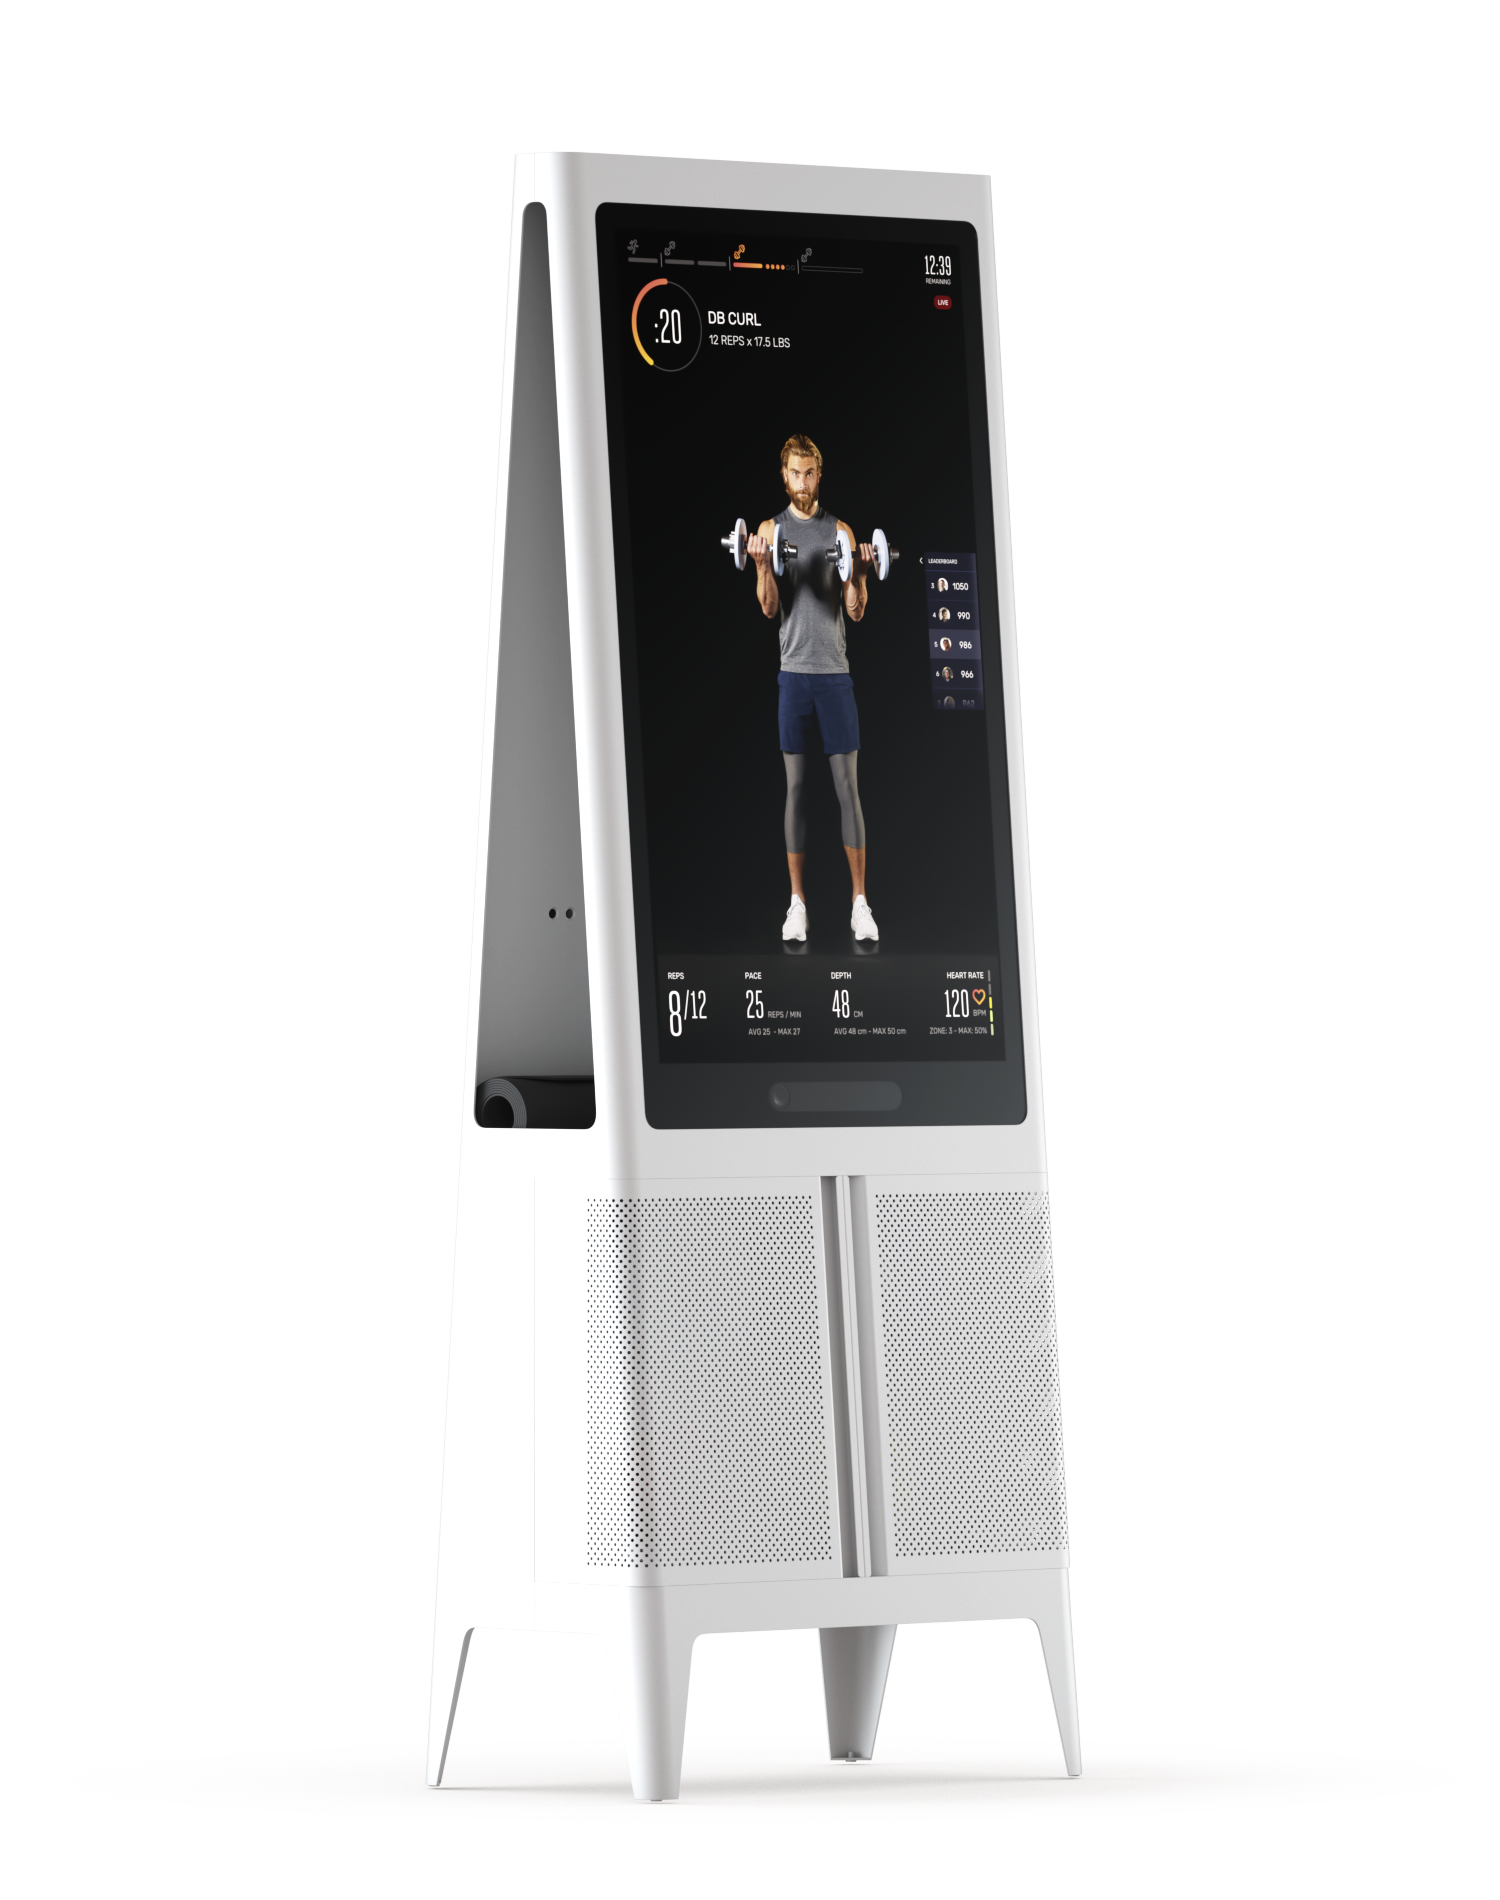 12:39
REMAINING
LIVE
:20
DB CURL
12 REPS x 17.5 LBS
LEADERBOARD
3 1050
4 990
5 986
6 966
962
REPS
8/12
PACE
25 REPS / MIN
AVG 25 - MAX 27
DEPTH
48 CM
AVG 48 cm - MAX 50 cm
HEART RATE
120 BPM
ZONE: 3 - MAX: 50%